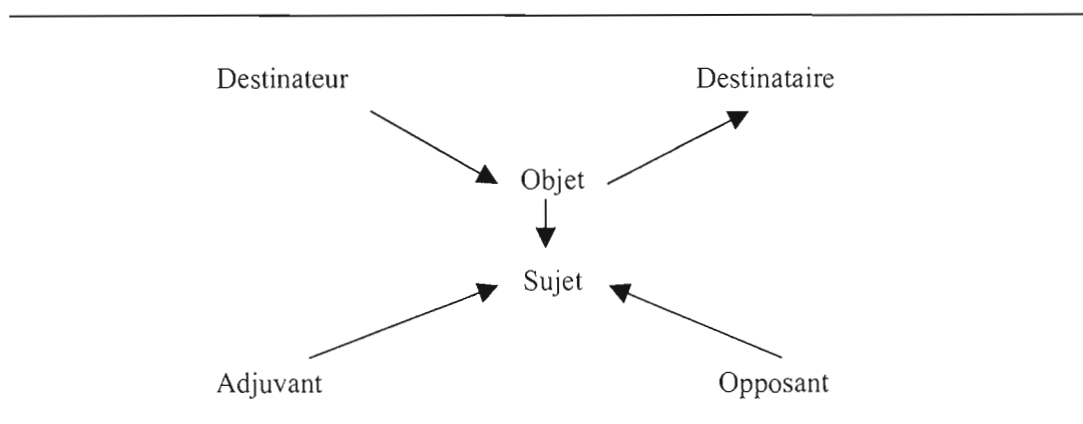 Destinateur Destinataire
Objet
Sujet
Adjuvant Opposant